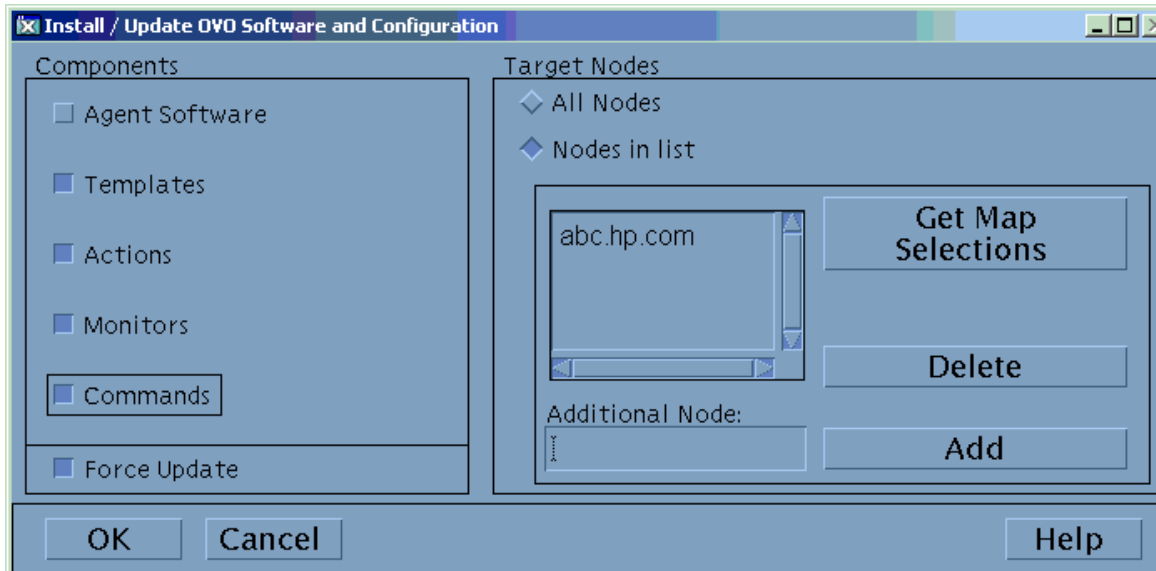 Install / Update OVO Software and Configuration
Components
Agent Software
Templates
Actions
Monitors
Commands
Force Update
Target Nodes
All Nodes
Nodes in list
abc.hp.com
Get Map
Selections
Delete
Additional Node:
Add
OK
Cancel
Help